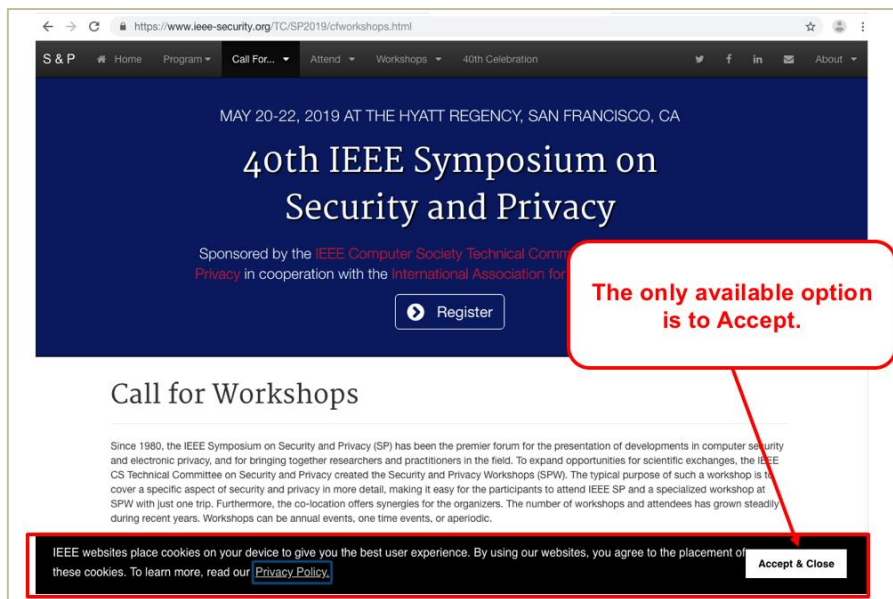 https://www.ieee-security.org/TC/SP2019/cfworkshops.html
S & P Home Program Call For... Attend Workshops 40th Celebration About
MAY 20-22, 2019 AT THE HYATT REGENCY, SAN FRANCISCO, CA
40th IEEE Symposium on
Security and Privacy
Sponsored by the IEEE Computer Society Technical
Privacy in cooperation with the International Association for
Register
The only available option
is to Accept.
Call for Workshops
Since 1980, the IEEE Symposium on Security and Privacy (SP) has been the premier forum for the presentation of developments in computer security
and electronic privacy, and for bringing together researchers and practitioners in the field. To expand opportunities for scientific exchanges, the IEEE
CS Technical Committee on Security and Privacy created the Security and Privacy Workshops (SPW). The typical purpose of such a workshop is to
cover a specific aspect of security and privacy in more detail, making it easy for the participants to attend IEEE SP and a specialized workshop at
SPW with just one trip. Furthermore, the co-location offers synergies for the organizers. The number of workshops and attendees has grown steadily
during recent years. Workshops can be annual events, one time events, or aperiodic.
IEEE websites place cookies on your device to give you the best user experience. By using our websites, you agree to the placement of
these cookies. To learn more, read our Privacy Policy.
Accept & Close